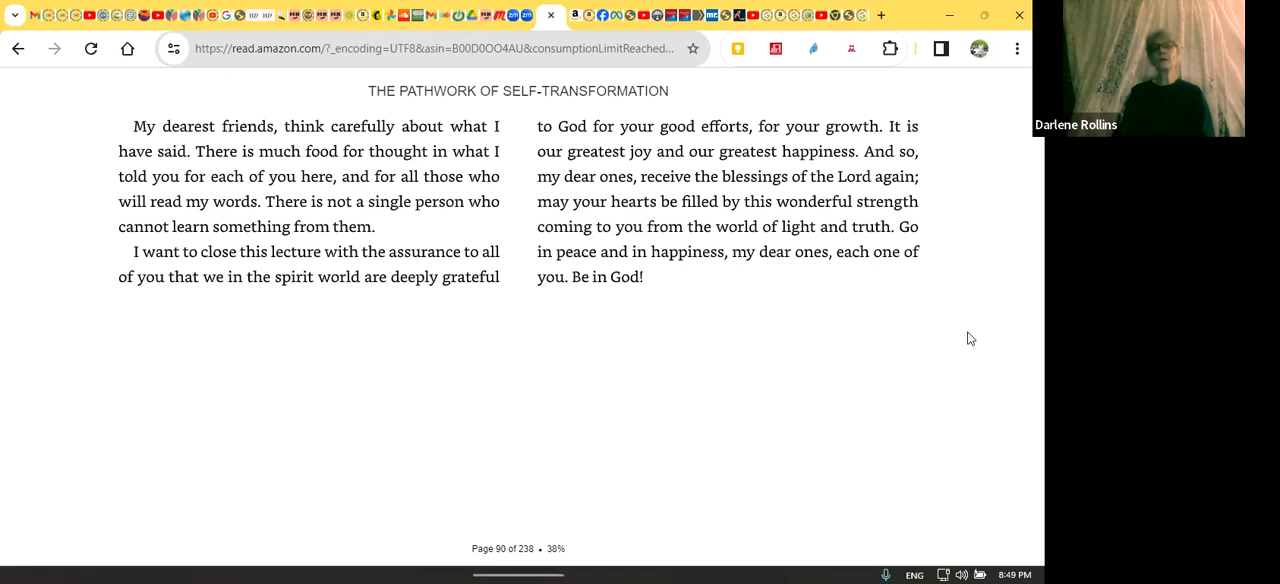 https://read.amazon.com/?_encoding=UTF8&asin=B00D0OO4AU&consumptionLimitReached...
THE PATHWORK OF SELF-TRANSFORMATION
My dearest friends, think carefully about what I
have said. There is much food for thought in what I
told you for each of you here, and for all those who
will read my words. There is not a single person who
cannot learn something from them.
I want to close this lecture with the assurance to all
of you that we in the spirit world are deeply grateful
to God for your good efforts, for your growth. It is
our greatest joy and our greatest happiness. And so,
my dear ones, receive the blessings of the Lord again;
may your hearts be filled by this wonderful strength
coming to you from the world of light and truth. Go
in peace and in happiness, my dear ones, each one of
you. Be in God!
Page 90 of 238 • 38%
Darlene Rollins
ENG
8:49 PM